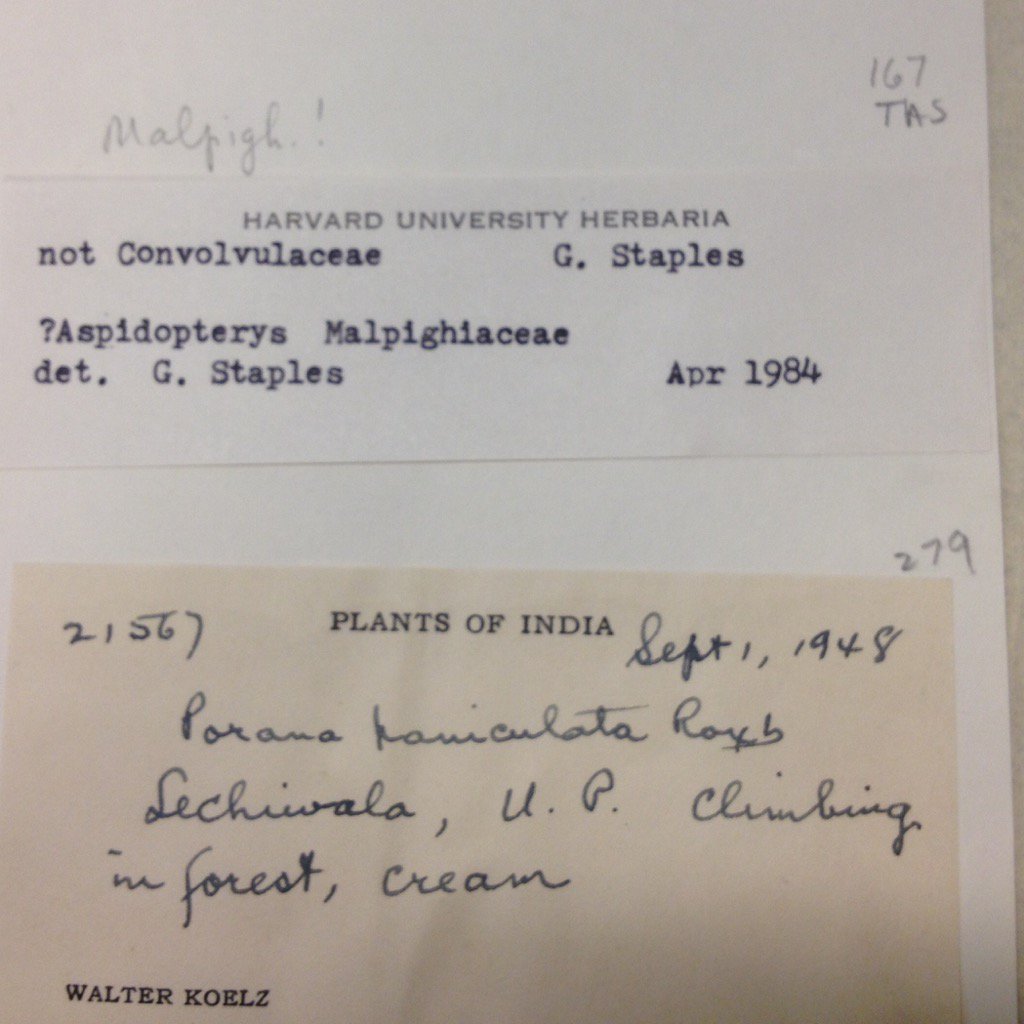 167
TAS
Malpigh.!
HARVARD UNIVERSITY HERBARIA
not Convolvulaceae G. Staples
?Aspidopterys Malpighiaceae
det. G. Staples Apr 1984
279
21567 PLANTS OF INDIA Sept 1, 1948
Porana paniculata Roxb
Lechiwala, U. P. Climbing
in forest, cream
WALTER KOELZ